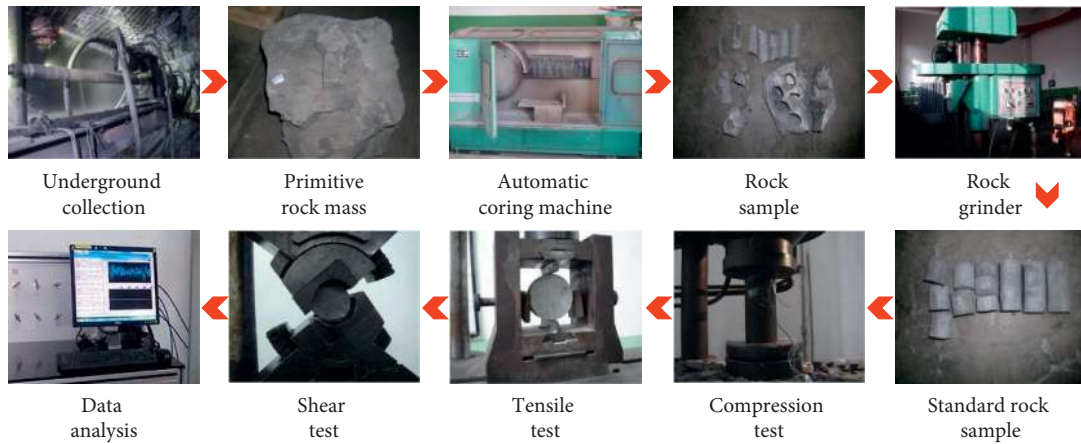 Underground
collection
Primitive
rock mass
Automatic
coring machine
Rock
sample
Rock
grinder
Data
analysis
Shear
test
Tensile
test
Compression
test
Standard rock
sample